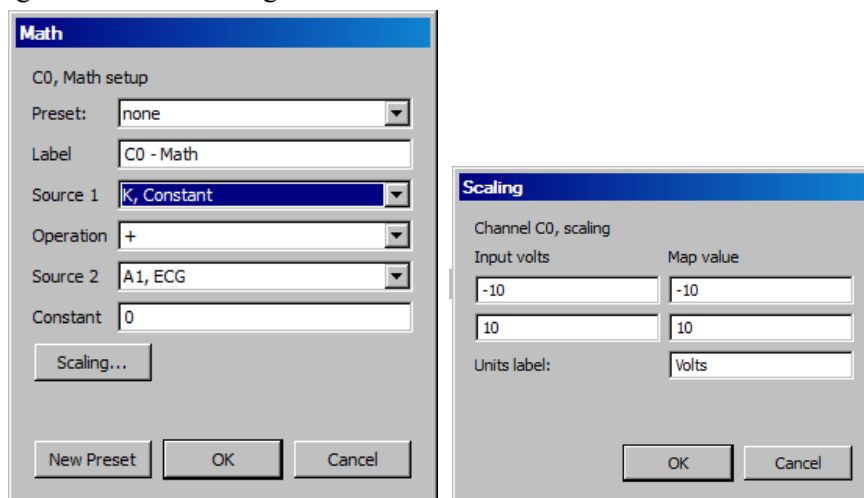 Math
C0, Math setup
Preset: none
Label C0 - Math
Source 1 K, Constant
Operation +
Source 2 A1, ECG
Constant 0
Scaling...
New Preset OK Cancel
Scaling
Channel C0, scaling
Input volts Map value
-10 -10
10 10
Units label: Volts
OK Cancel